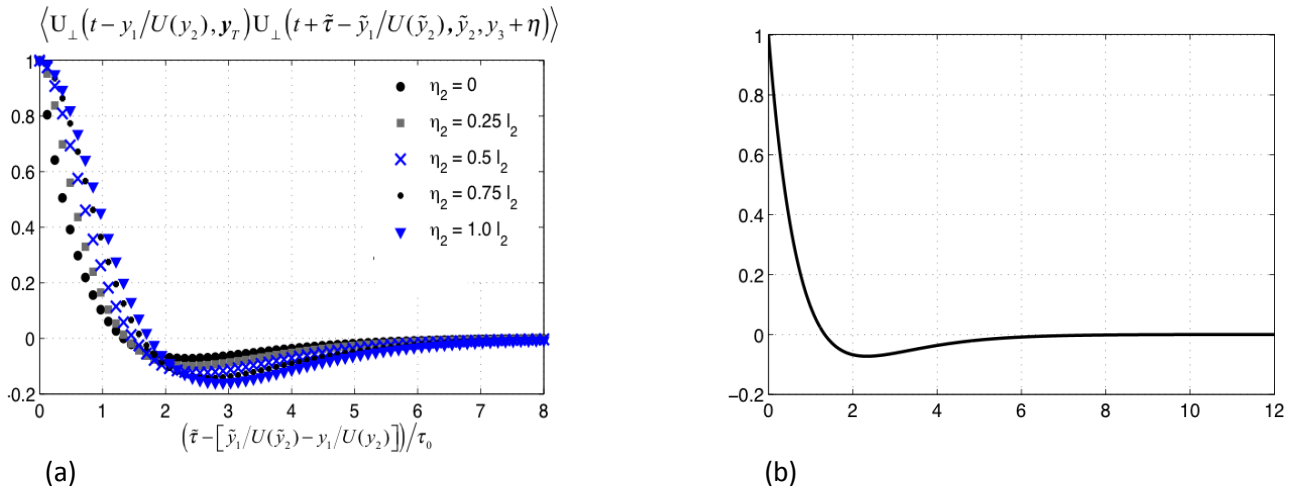 ⟨U⊥(t − y₁/U(y₂), y_T)U⊥(t + τ̃ − ỹ₁/U(ỹ₂), ỹ₂, y₃ + η)⟩
1
0.8
0.6
0.4
0.2
0
-0.2
0 1 2 3 4 5 6 7 8
η₂ = 0
η₂ = 0.25 l₂
η₂ = 0.5 l₂
η₂ = 0.75 l₂
η₂ = 1.0 l₂
(τ̃ − [ỹ₁/U(ỹ₂) − y₁/U(y₂)])/τ₀
(a)
1
0.8
0.6
0.4
0.2
0
−0.2
0 2 4 6 8 10 12
(b)